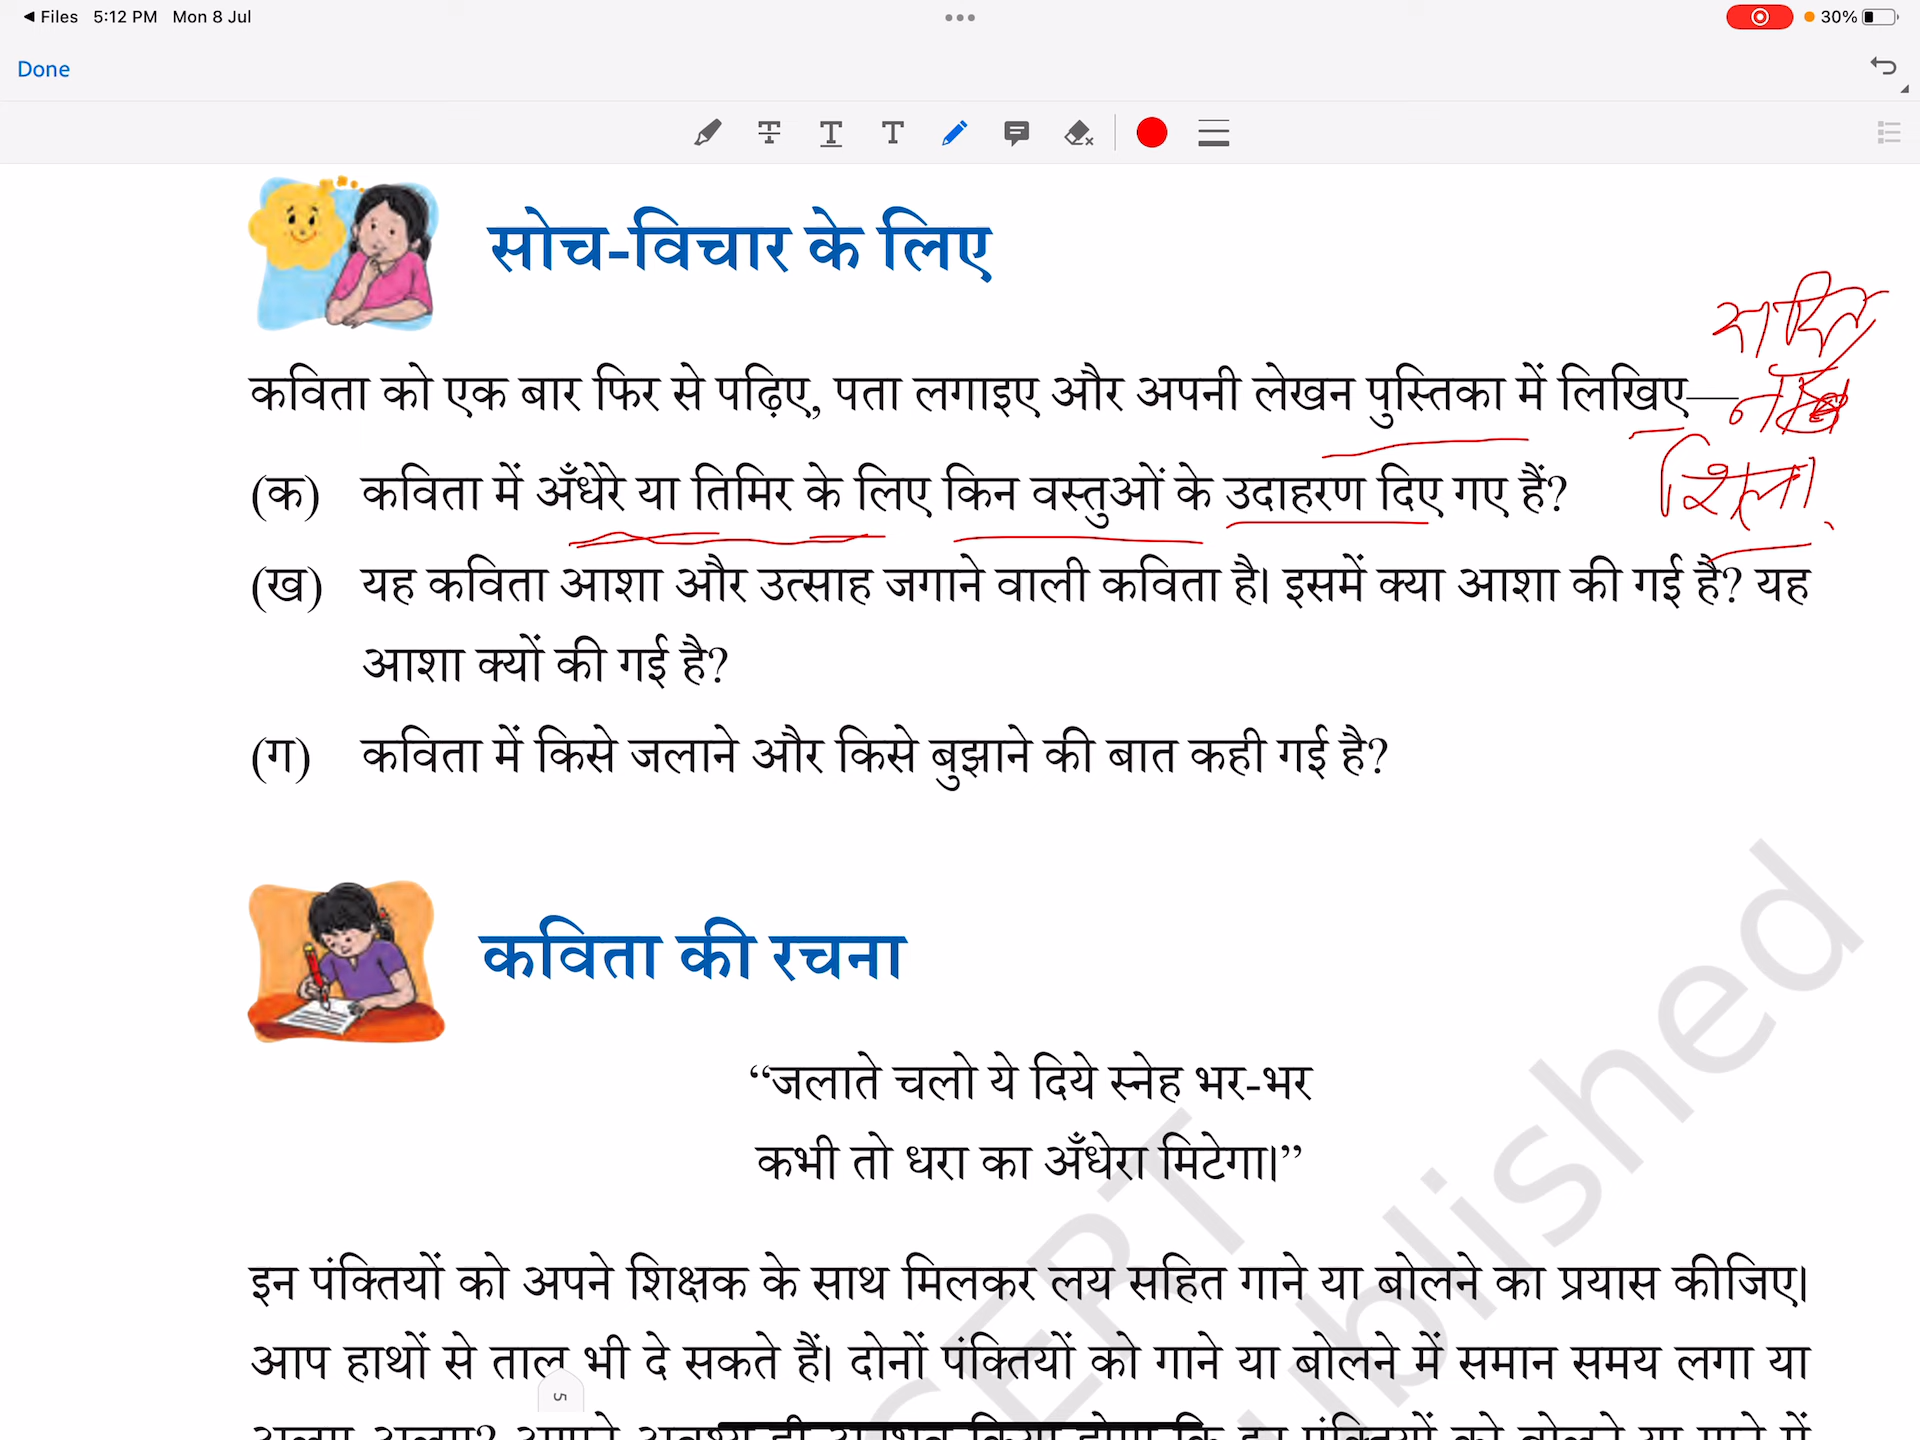 Files 5:12 PM Mon 8 Jul 30%
Done
सोच-विचार के लिए
कविता को एक बार फिर से पढ़िए, पता लगाइए और अपनी लेखन पुस्तिका में लिखिए—
(क) कविता में अँधेरे या तिमिर के लिए किन वस्तुओं के उदाहरण दिए गए हैं?
(ख) यह कविता आशा और उत्साह जगाने वाली कविता है। इसमें क्या आशा की गई है? यह
आशा क्यों की गई है?
(ग) कविता में किसे जलाने और किसे बुझाने की बात कही गई है?
कविता की रचना
“जलाते चलो ये दिये स्नेह भर-भर
कभी तो धरा का अँधेरा मिटेगा।”
इन पंक्तियों को अपने शिक्षक के साथ मिलकर लय सहित गाने या बोलने का प्रयास कीजिए।
आप हाथों से ताल भी दे सकते हैं। दोनों पंक्तियों को गाने या बोलने में समान समय लगा या
5